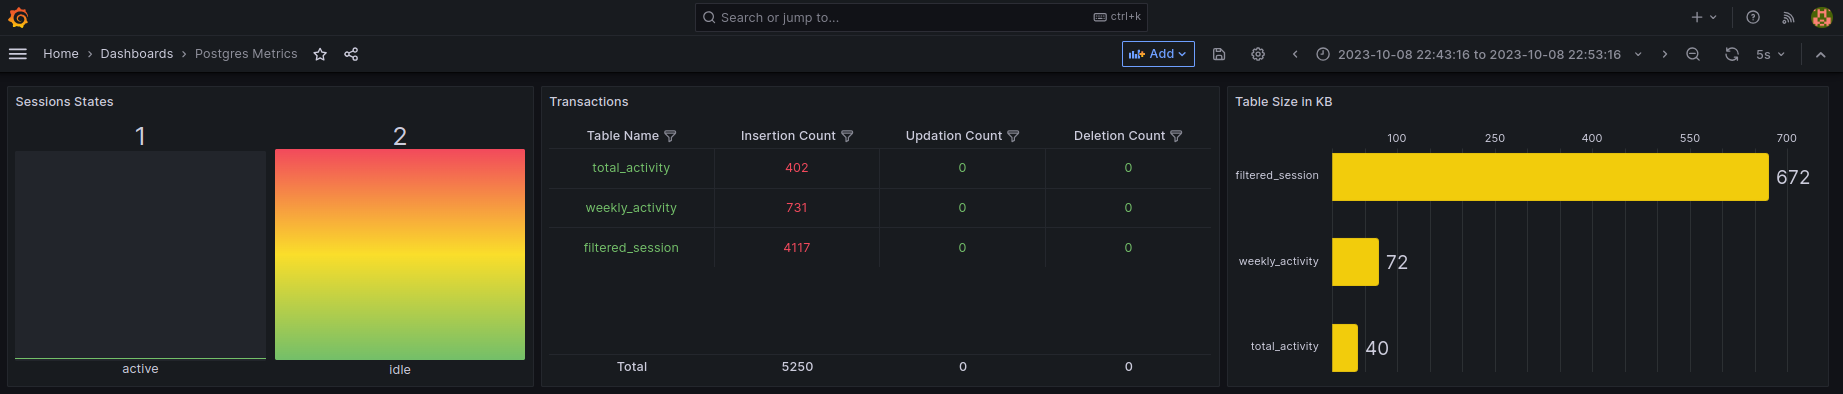 Search or jump to... ctrl+k
Home › Dashboards › Postgres Metrics Add 2023-10-08 22:43:16 to 2023-10-08 22:53:16 5s
Sessions States
1 2
active idle
Transactions
Table Name Insertion Count Updation Count Deletion Count
total_activity 402 0 0
weekly_activity 731 0 0
filtered_session 4117 0 0
Total 5250 0 0
Table Size in KB
100 250 400 550 700
filtered_session 672
weekly_activity 72
total_activity 40